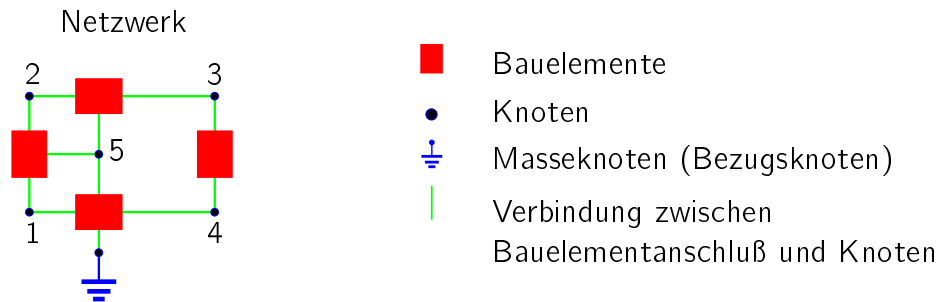 Netzwerk
2
3
5
1
4
Bauelemente
Knoten
Masseknoten (Bezugsknoten)
Verbindung zwischen
Bauelementanschluß und Knoten